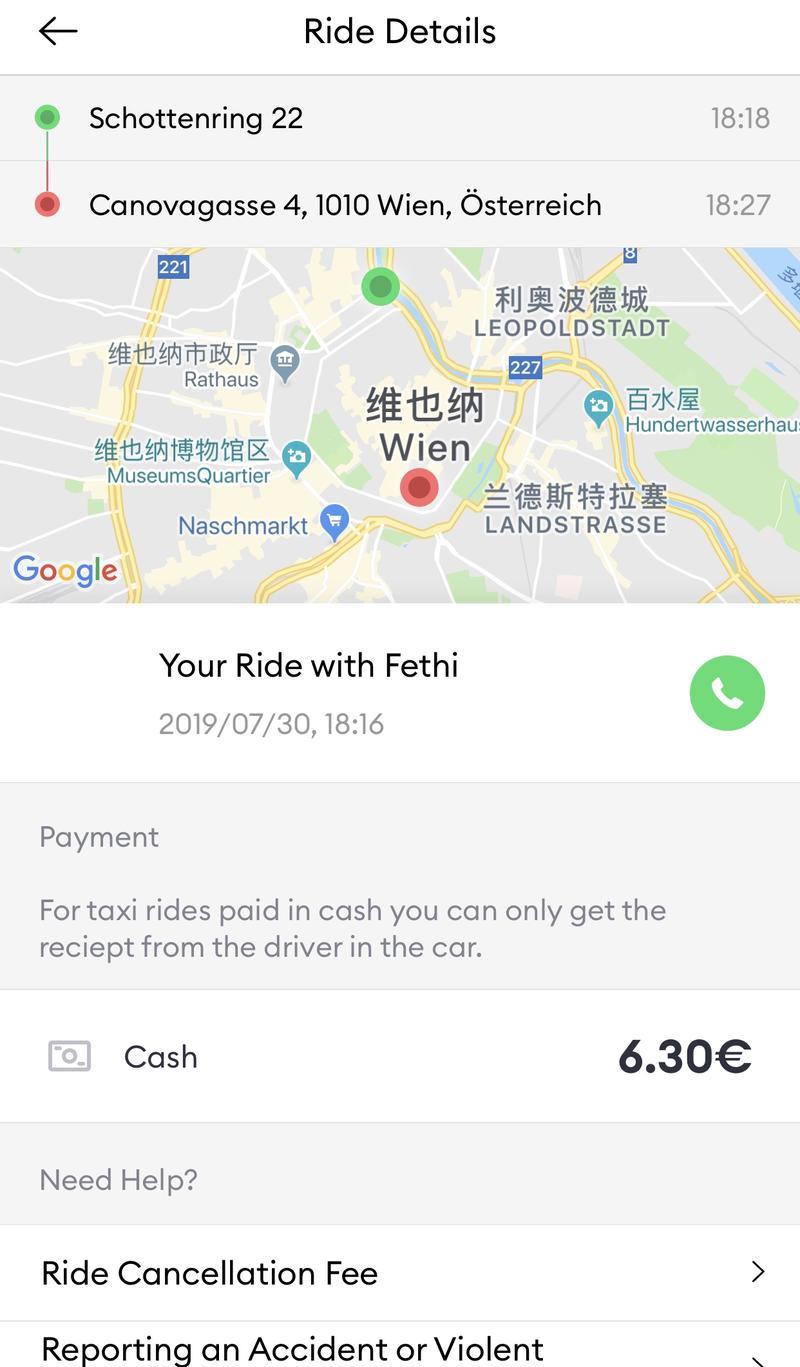 Ride Details
Schottenring 22
18:18
Canovagasse 4, 1010 Wien, Österreich
18:27
221
8
利奥波德城
LEOPOLDSTADT
维也纳市政厅
Rathaus
227
维也纳
Wien
百水屋
Hundertwasserhaus
维也纳博物馆区
MuseumsQuartier
兰德斯特拉塞
LANDSTRASSE
Naschmarkt
Google
Your Ride with Fethi
2019/07/30, 18:16
Payment
For taxi rides paid in cash you can only get the
reciept from the driver in the car.
Cash
6.30€
Need Help?
Ride Cancellation Fee
Reporting an Accident or Violent